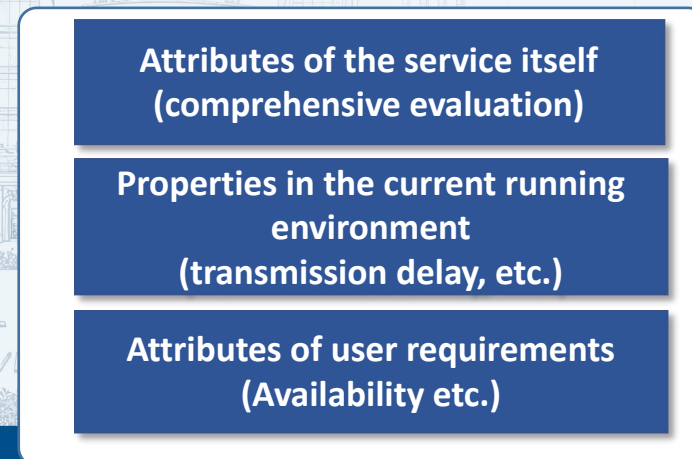 Attributes of the service itself
(comprehensive evaluation)
Properties in the current running
environment
(transmission delay, etc.)
Attributes of user requirements
(Availability etc.)